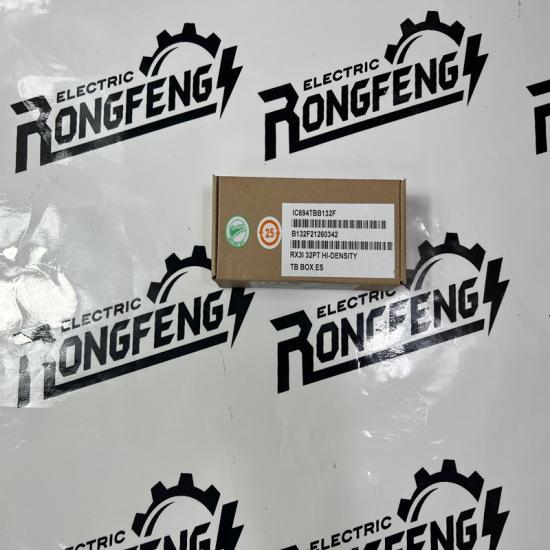 ELECTRIC
RONGFENG
ELECTRIC
RONGFENG
IC694TBB132F
B132F21260342
RX3I 32PT HI-DENSITY
TB BOX ES
25
ELECTRIC
RONGFENG
ELECTRIC
RONGFENG
ELECTRIC
RONGFENG
ELECTRIC
RONGFENG